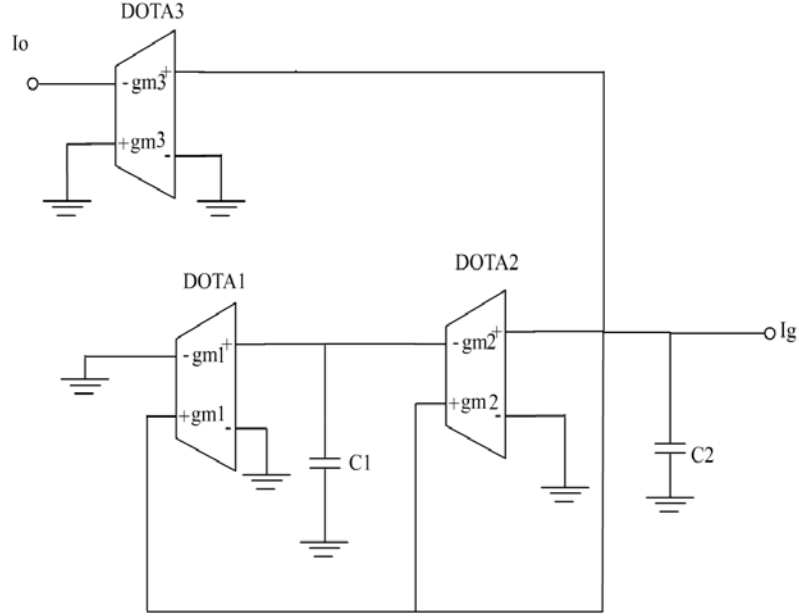 DOTA3
Io
- gm3 +
+ gm3 -
DOTA2
DOTA1
- gm2 +
Ig
- gm1 +
+ gm2 -
+ gm1 -
C1
C2